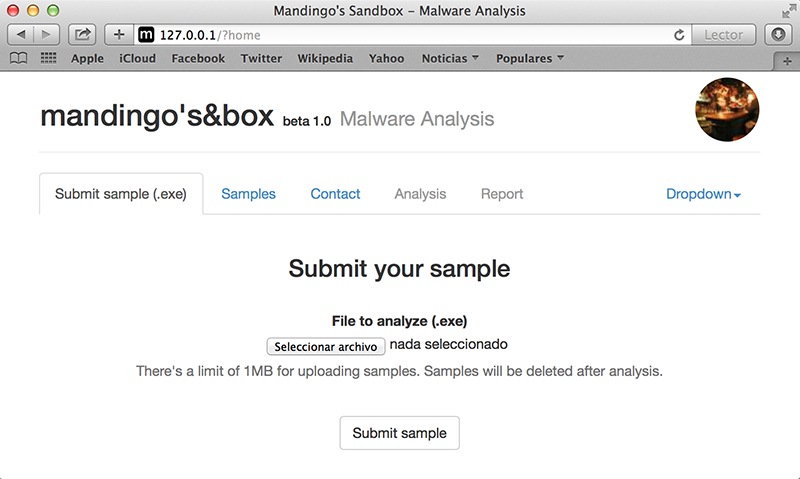 Mandingo's Sandbox – Malware Analysis
m 127.0.0.1/?home Lector
Apple iCloud Facebook Twitter Wikipedia Yahoo Noticias Populares
mandingo's&box beta 1.0 Malware Analysis
Submit sample (.exe) Samples Contact Analysis Report Dropdown
Submit your sample
File to analyze (.exe)
Seleccionar archivo nada seleccionado
There's a limit of 1MB for uploading samples. Samples will be deleted after analysis.
Submit sample